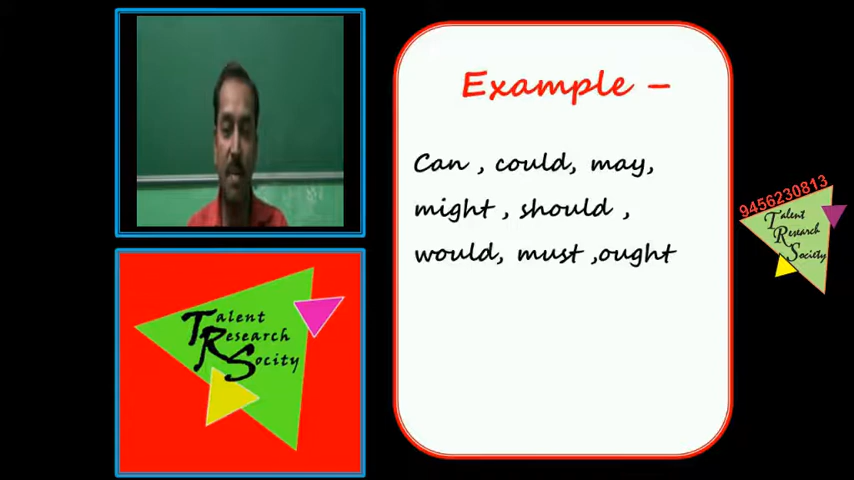 Example –
Can , could, may,
might , should ,
would, must ,ought
9456230813
Talent
Research
Society
Talent
Research
Socity